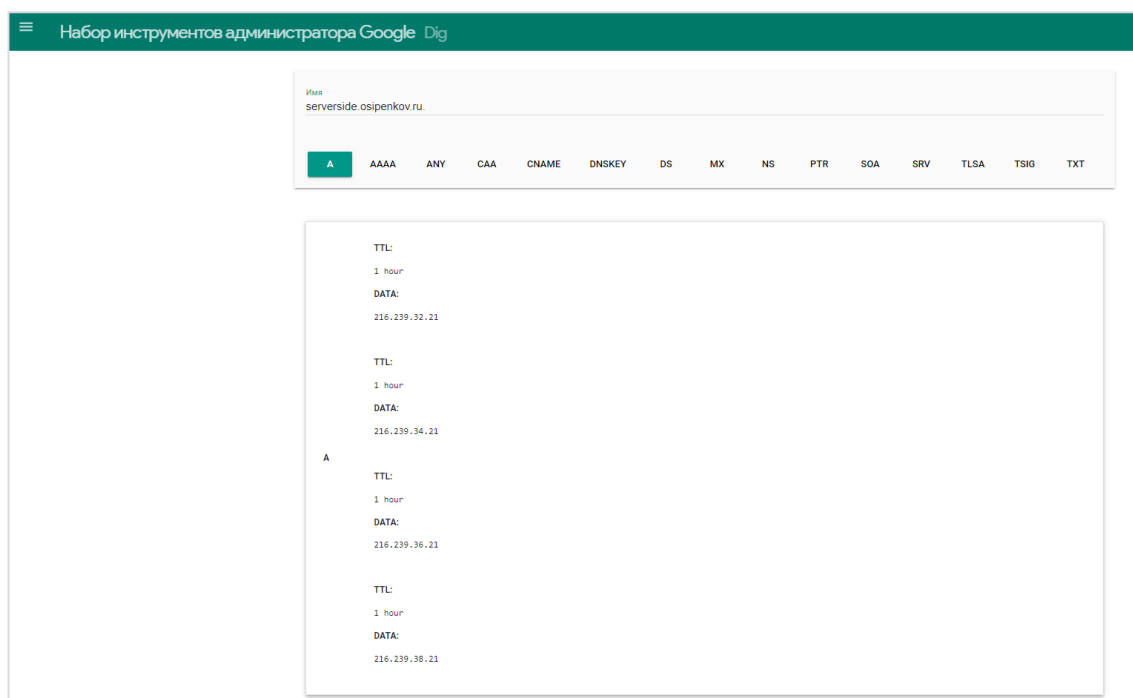 Набор инструментов администратора Google Dig
Имя
serverside.osipenkov.ru.
A AAAA ANY CAA CNAME DNSKEY DS MX NS PTR SOA SRV TLSA TSIG TXT
TTL:
1 hour
DATA:
216.239.32.21
TTL:
1 hour
DATA:
216.239.34.21
A
TTL:
1 hour
DATA:
216.239.36.21
TTL:
1 hour
DATA:
216.239.38.21